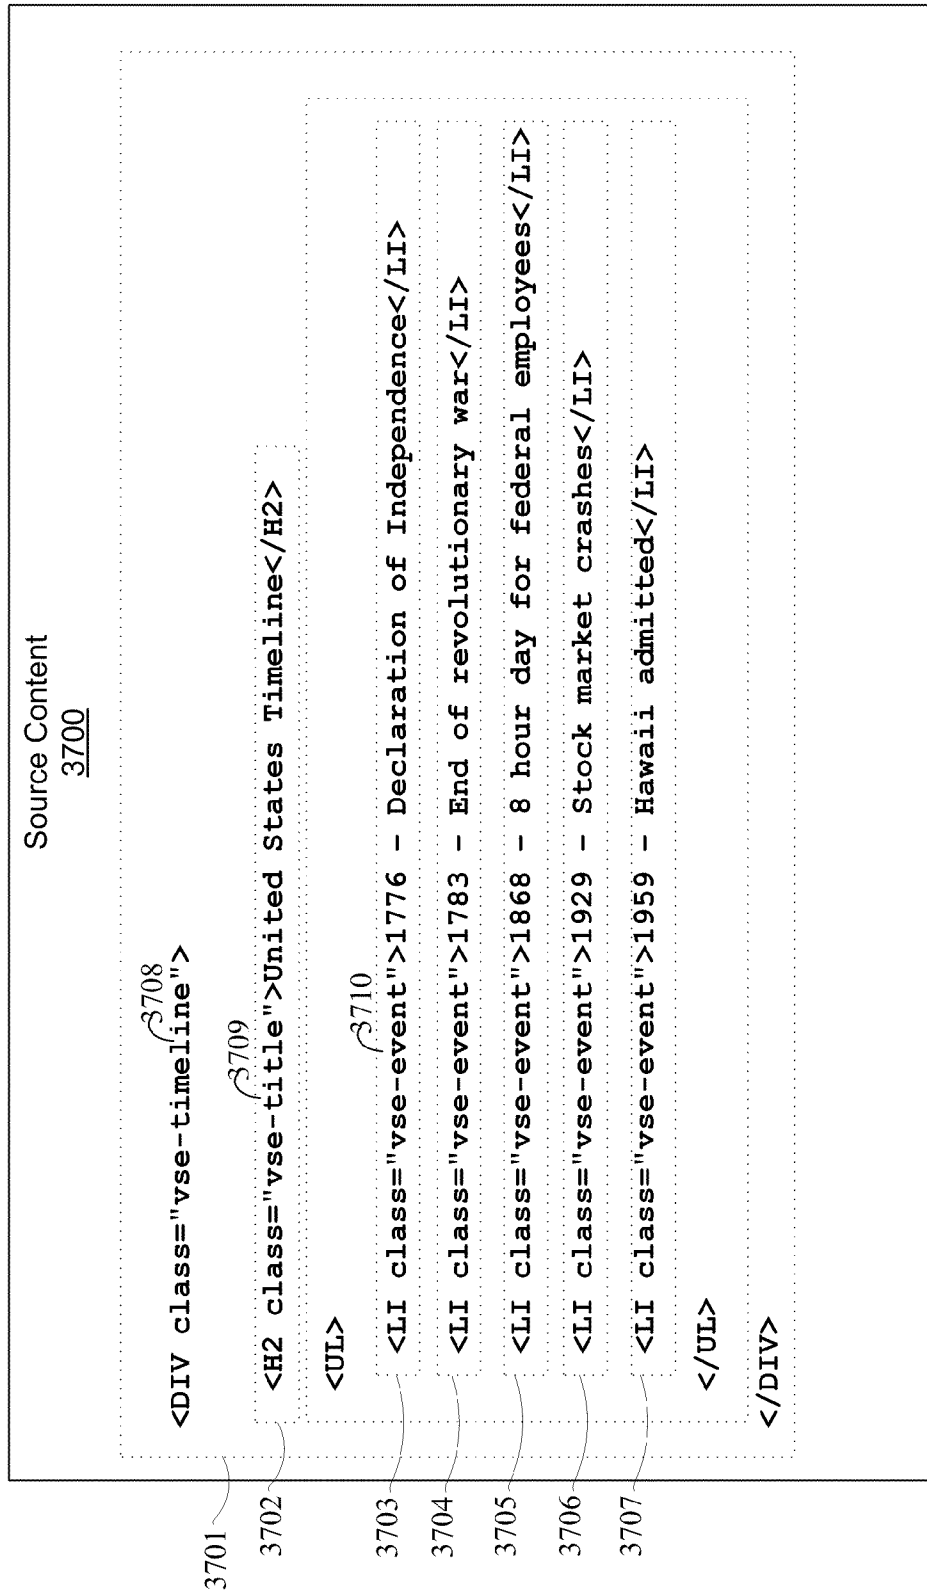 Source Content
3700
3701
<DIV class="vse-timeline">
3708
3702
<H2 class="vse-title">United States Timeline</H2>
3709
<UL>
3710
3703
<LI class="vse-event">1776 - Declaration of Independence</LI>
3704
<LI class="vse-event">1783 - End of revolutionary war</LI>
3705
<LI class="vse-event">1868 - 8 hour day for federal employees</LI>
3706
<LI class="vse-event">1929 - Stock market crashes</LI>
3707
<LI class="vse-event">1959 - Hawaii admitted</LI>
</UL>
</DIV>